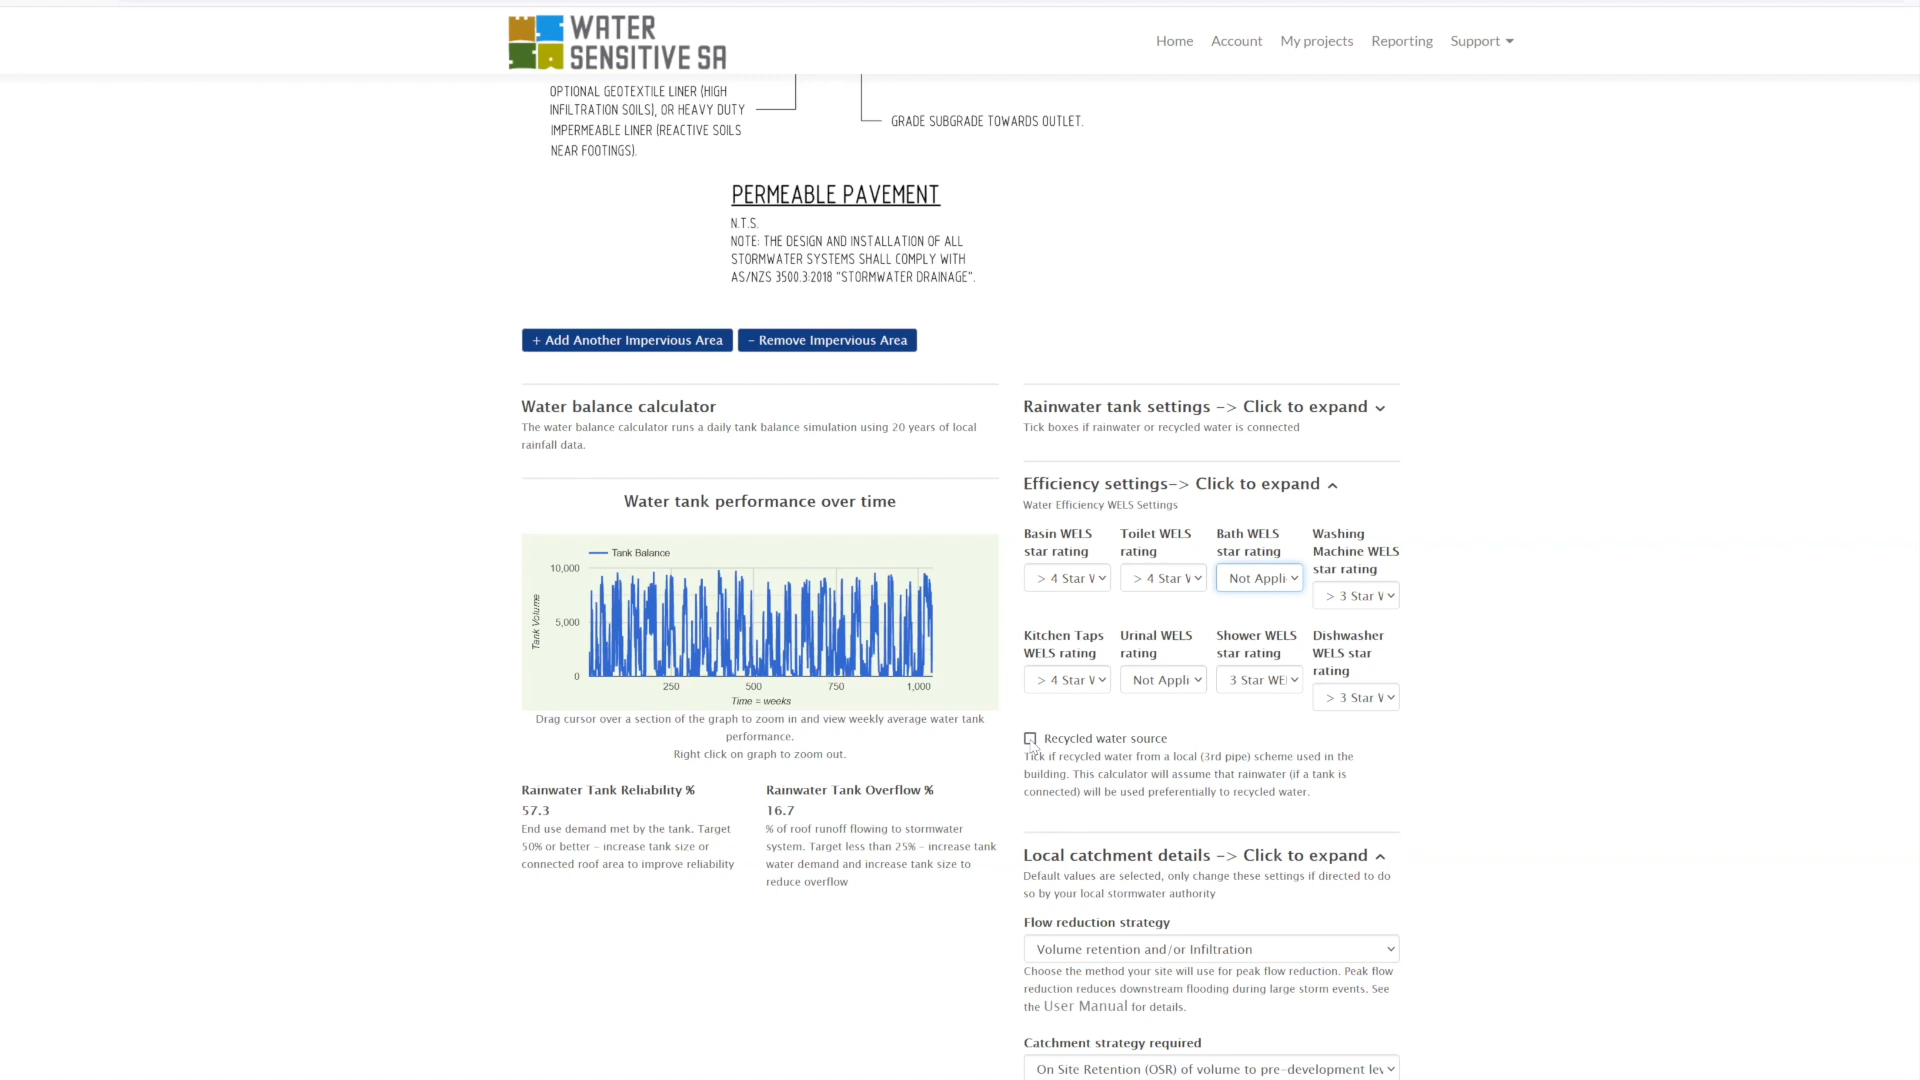 WATER
SENSITIVE SA
Home Account My projects Reporting Support
OPTIONAL GEOTEXTILE LINER (HIGH
INFILTRATION SOILS), OR HEAVY DUTY
IMPERMEABLE LINER (REACTIVE SOILS
NEAR FOOTINGS).
GRADE SUBGRADE TOWARDS OUTLET.
PERMEABLE PAVEMENT
N.T.S.
NOTE: THE DESIGN AND INSTALLATION OF ALL
STORMWATER SYSTEMS SHALL COMPLY WITH
AS/NZS 3500.3:2018 "STORMWATER DRAINAGE".
+ Add Another Impervious Area
- Remove Impervious Area
Water balance calculator
The water balance calculator runs a daily tank balance simulation using 20 years of local
rainfall data.
Water tank performance over time
Tank Balance
10,000
5,000
0
Tank Volume
250 500 750 1,000
Time = weeks
Drag cursor over a section of the graph to zoom in and view weekly average water tank
performance.
Right click on graph to zoom out.
Rainwater Tank Reliability %
57.3
End use demand met by the tank. Target
50% or better - increase tank size or
connected roof area to improve reliability
Rainwater Tank Overflow %
16.7
% of roof runoff flowing to stormwater
system. Target less than 25% - increase tank
water demand and increase tank size to
reduce overflow
Rainwater tank settings -> Click to expand
Tick boxes if rainwater or recycled water is connected
Efficiency settings-> Click to expand
Water Efficiency WELS Settings
Basin WELS
star rating
> 4 Star V
Toilet WELS
rating
> 4 Star V
Bath WELS
star rating
Not Appli
Washing
Machine WELS
star rating
> 3 Star V
Kitchen Taps
WELS rating
> 4 Star V
Urinal WELS
rating
Not Appli
Shower WELS
star rating
3 Star WE
Dishwasher
WELS star
rating
> 3 Star V
Recycled water source
Tick if recycled water from a local (3rd pipe) scheme used in the
building. This calculator will assume that rainwater (if a tank is
connected) will be used preferentially to recycled water.
Local catchment details -> Click to expand
Default values are selected, only change these settings if directed to do
so by your local stormwater authority
Flow reduction strategy
Volume retention and/or Infiltration
Choose the method your site will use for peak flow reduction. Peak flow
reduction reduces downstream flooding during large storm events. See
the User Manual for details.
Catchment strategy required
On Site Retention (OSR) of volume to pre-development lev